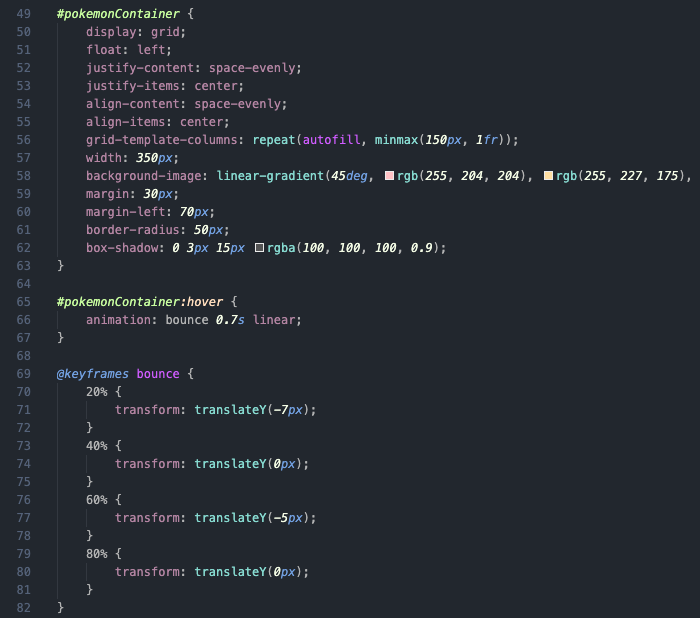 49 #pokemonContainer {
50 display: grid;
51 float: left;
52 justify-content: space-evenly;
53 justify-items: center;
54 align-content: space-evenly;
55 align-items: center;
56 grid-template-columns: repeat(autofill, minmax(150px, 1fr));
57 width: 350px;
58 background-image: linear-gradient(45deg, rgb(255, 204, 204), rgb(255, 227, 175),
59 margin: 30px;
60 margin-left: 70px;
61 border-radius: 50px;
62 box-shadow: 0 3px 15px rgba(100, 100, 100, 0.9);
63 }
64
65 #pokemonContainer:hover {
66 animation: bounce 0.7s linear;
67 }
68
69 @keyframes bounce {
70 20% {
71 transform: translateY(-7px);
72 }
73 40% {
74 transform: translateY(0px);
75 }
76 60% {
77 transform: translateY(-5px);
78 }
79 80% {
80 transform: translateY(0px);
81 }
82 }